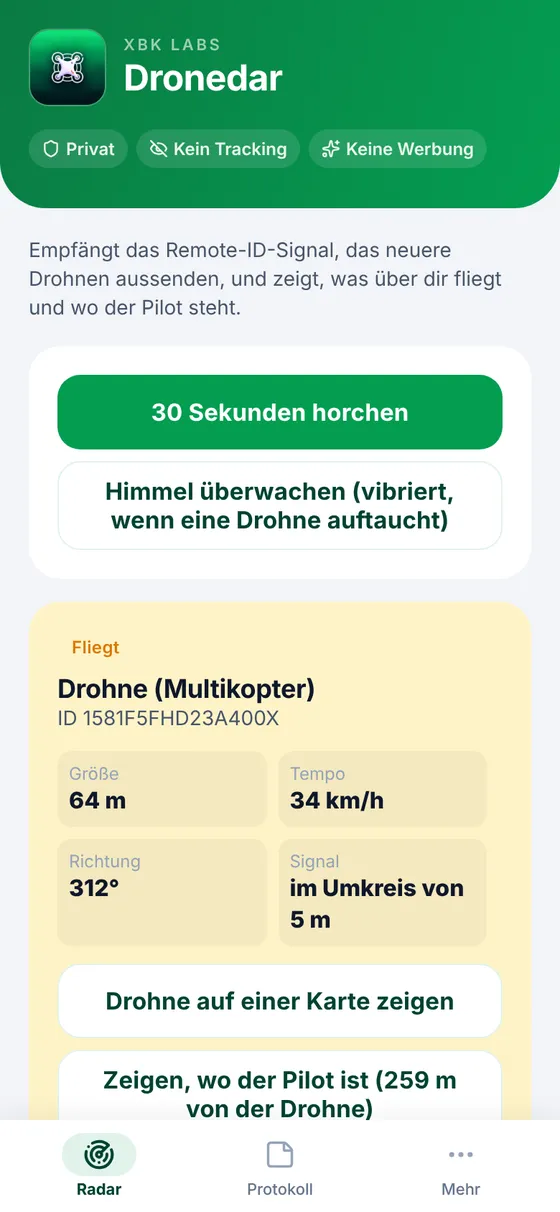 XBK LABS
Dronedar
Privat
Kein Tracking
Keine Werbung
Empfängt das Remote-ID-Signal, das neuere
Drohnen aussenden, und zeigt, was über dir fliegt
und wo der Pilot steht.
30 Sekunden horchen
Himmel überwachen (vibriert,
wenn eine Drohne auftaucht)
Fliegt
Drohne (Multikopter)
ID 1581F5FHD23A400X
Größe
64 m
Tempo
34 km/h
Richtung
312°
Signal
im Umkreis von
5 m
Drohne auf einer Karte zeigen
Zeigen, wo der Pilot ist (259 m
von der Drohne)
Radar
Protokoll
Mehr